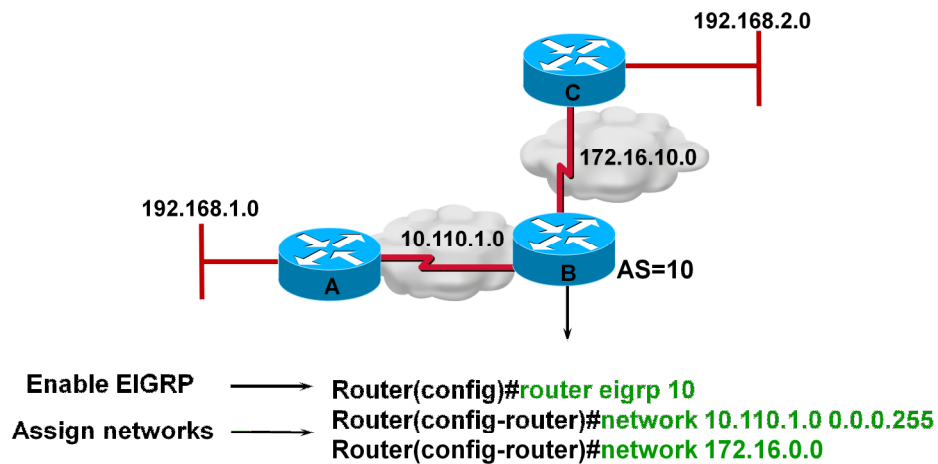 192.168.2.0
C
172.16.10.0
192.168.1.0
10.110.1.0
A
B
AS=10
Enable EIGRP
Router(config)#router eigrp 10
Assign networks
Router(config-router)#network 10.110.1.0 0.0.0.255
Router(config-router)#network 172.16.0.0